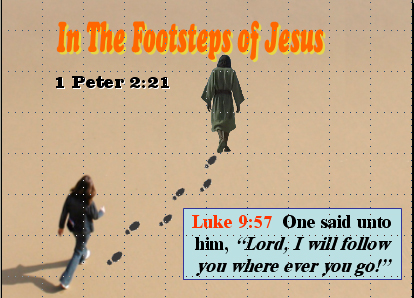 In The Footsteps of Jesus
1 Peter 2:21
Luke 9:57 One said unto
him, “Lord, I will follow
you where ever you go!”